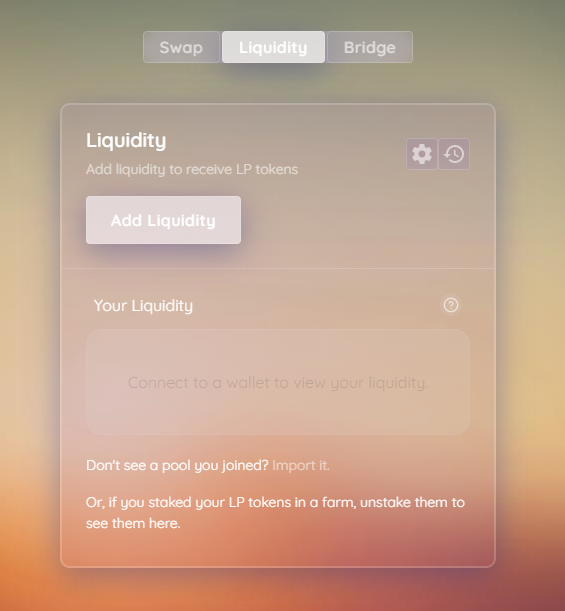 Swap Liquidity Bridge
Liquidity
Add liquidity to receive LP tokens
Add Liquidity
Your Liquidity
Connect to a wallet to view your liquidity.
Don't see a pool you joined? Import it.
Or, if you staked your LP tokens in a farm, unstake them to
see them here.